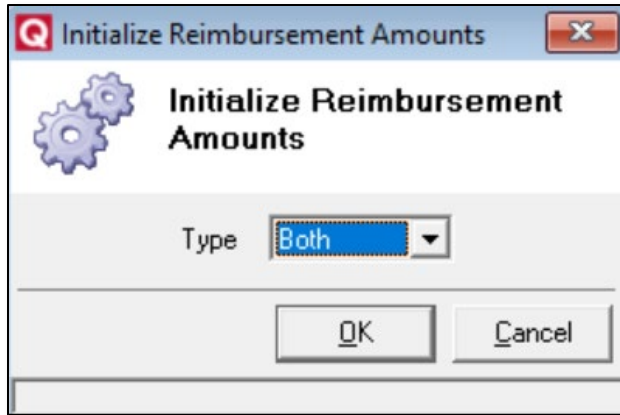 Q Initialize Reimbursement Amounts
Initialize Reimbursement
Amounts
Type Both
OK Cancel